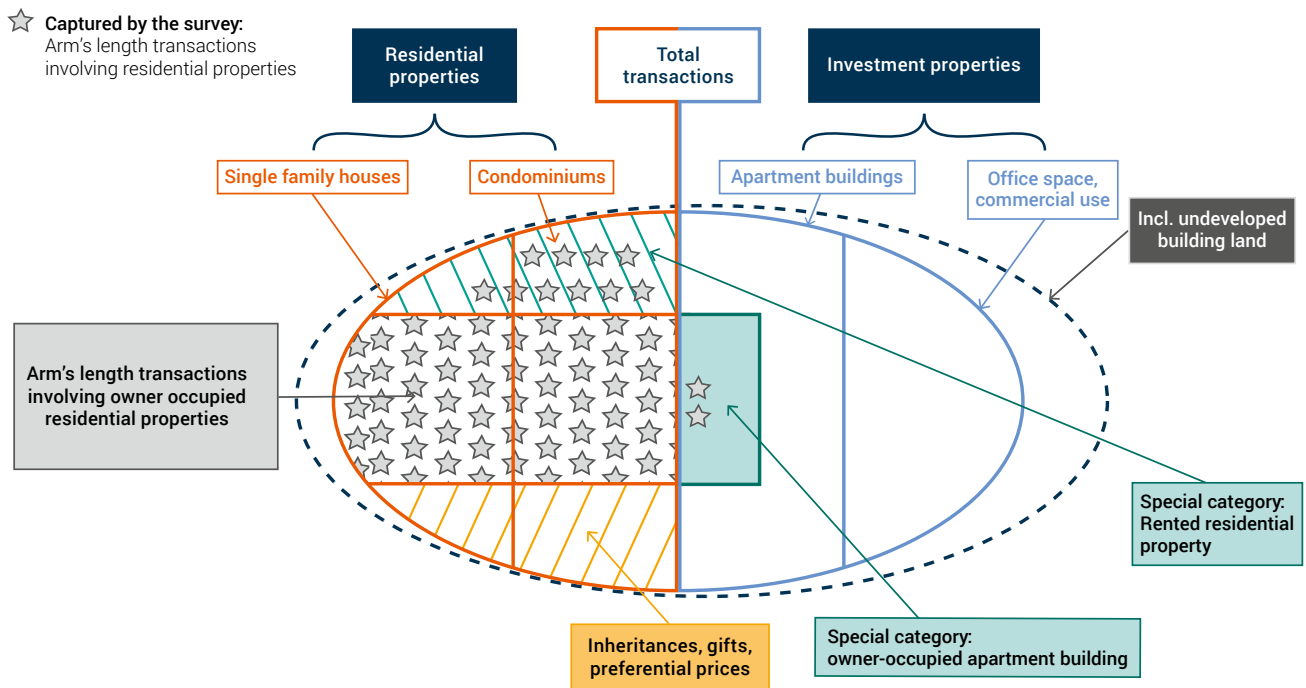 Captured by the survey:
Arm's length transactions
involving residential properties
Residential
properties
Total
transactions
Investment properties
Single family houses
Condominiums
Apartment buildings
Office space,
commercial use
Incl. undeveloped
building land
Arm's length transactions
involving owner occupied
residential properties
Special category:
Rented residential
property
Inheritances, gifts,
preferential prices
Special category:
owner-occupied apartment building